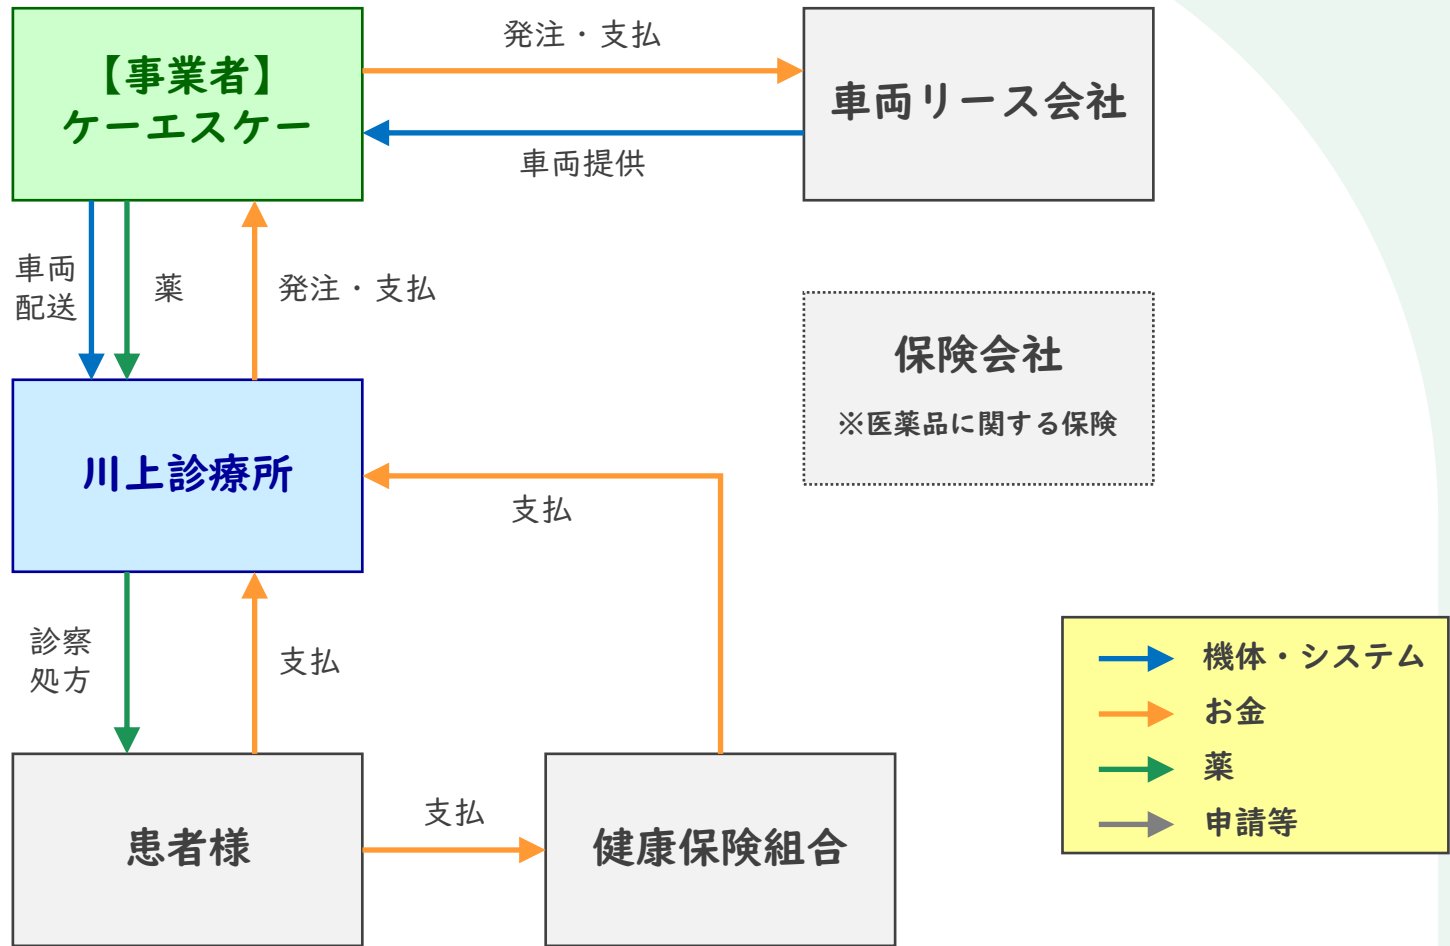 【事業者】
ケーエスケー
発注・支払
車両提供
車両リース会社
車両
配送
薬
発注・支払
保険会社
※医薬品に関する保険
川上診療所
支払
診察
処方
支払
患者様
支払
健康保険組合
機体・システム
お金
薬
申請等